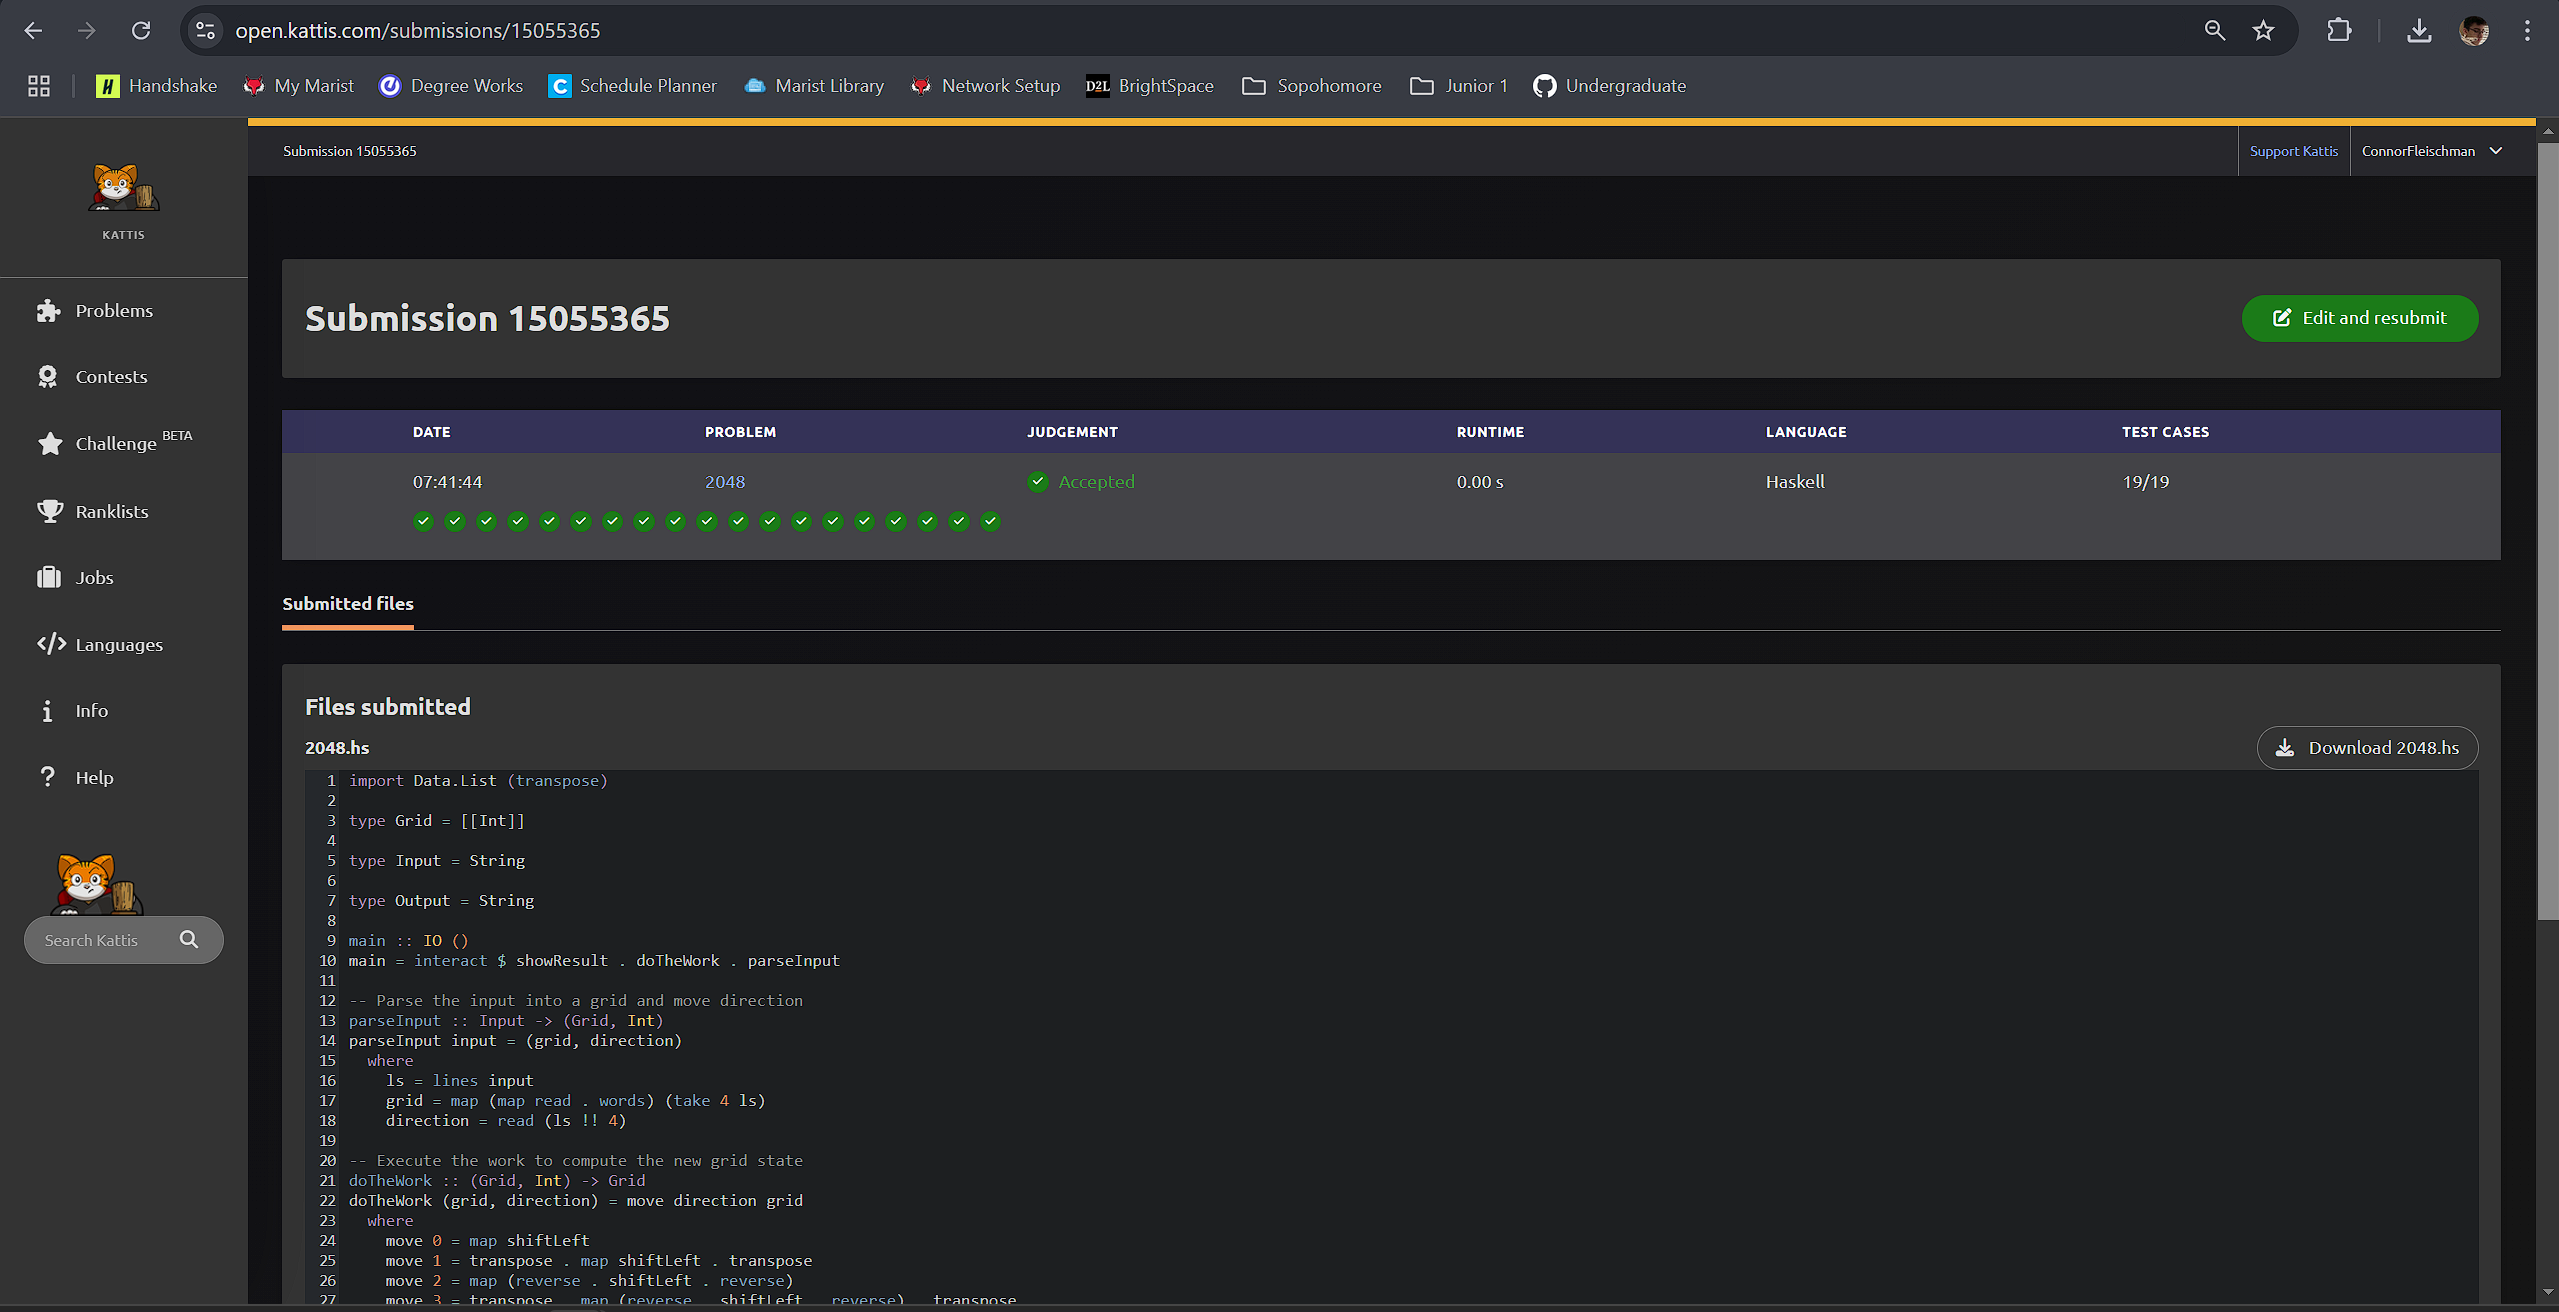 open.kattis.com/submissions/15055365
Handshake My Marist Degree Works Schedule Planner Marist Library Network Setup D2L BrightSpace Sopohomore Junior 1 Undergraduate
Submission 15055365 Support Kattis ConnorFleischman
KATTIS
Problems
Contests
Challenge BETA
Ranklists
Jobs
Languages
Info
Help
Search Kattis
Submission 15055365 Edit and resubmit
DATE PROBLEM JUDGEMENT RUNTIME LANGUAGE TEST CASES
07:41:44 2048 Accepted 0.00 s Haskell 19/19
Submitted files
Files submitted
2048.hs Download 2048.hs
1 import Data.List (transpose)
2
3 type Grid = [[Int]]
4
5 type Input = String
6
7 type Output = String
8
9 main :: IO ()
10 main = interact $ showResult . doTheWork . parseInput
11
12 -- Parse the input into a grid and move direction
13 parseInput :: Input -> (Grid, Int)
14 parseInput input = (grid, direction)
15   where
16     ls = lines input
17     grid = map (map read . words) (take 4 ls)
18     direction = read (ls !! 4)
19
20 -- Execute the work to compute the new grid state
21 doTheWork :: (Grid, Int) -> Grid
22 doTheWork (grid, direction) = move direction grid
23   where
24     move 0 = map shiftLeft
25     move 1 = transpose . map shiftLeft . transpose
26     move 2 = map (reverse . shiftLeft . reverse)
27     move 3 = transpose . map (reverse . shiftLeft . reverse) . transpose